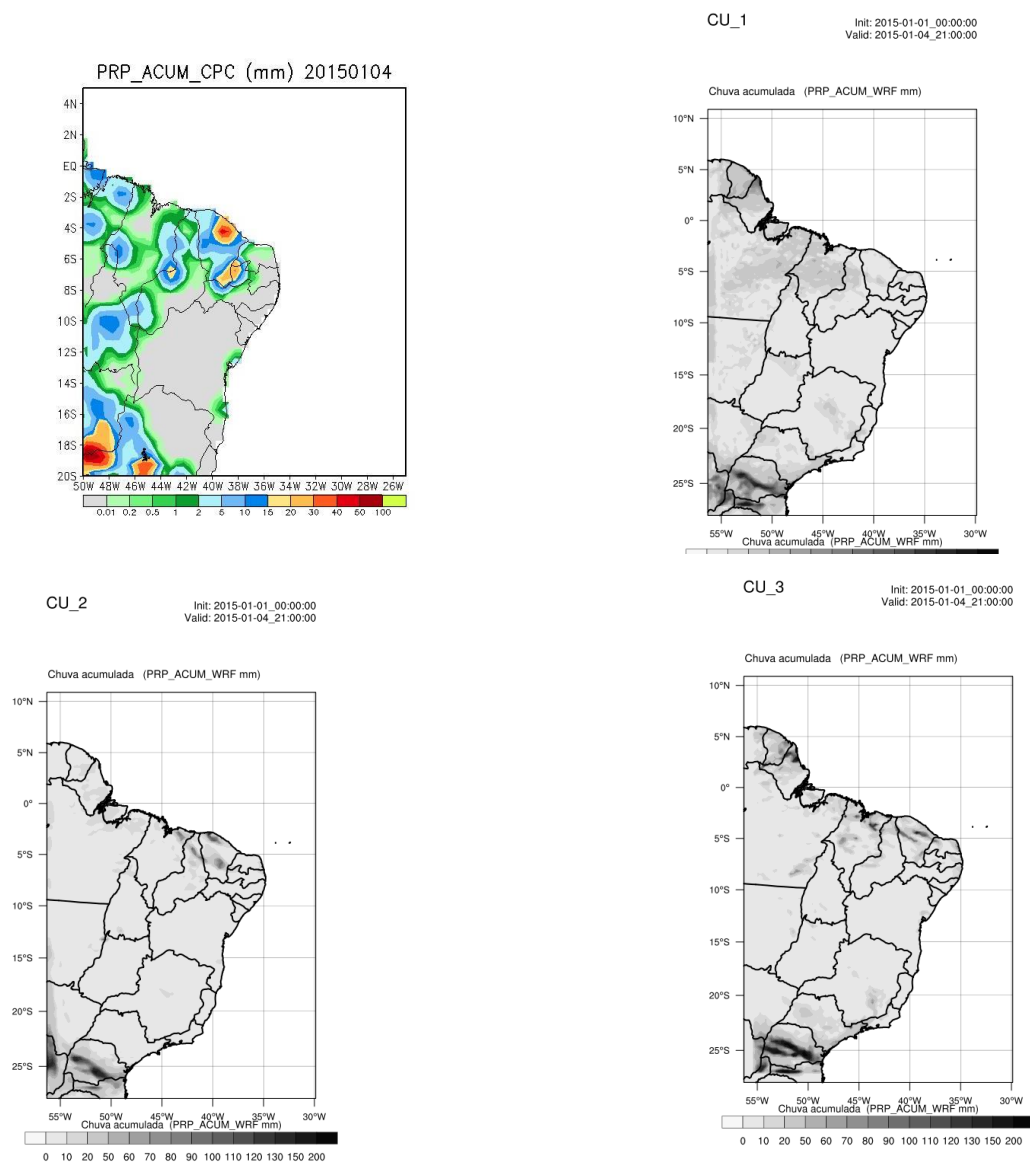 CU_1
Init: 2015-01-01_00:00:00
Valid: 2015-01-04_21:00:00
PRP_ACUM_CPC (mm) 20150104
4N
2N
EQ
2S
4S
6S
8S
10S
12S
14S
16S
18S
20S
50W 48W 46W 44W 42W 40W 38W 36W 34W 32W 30W 28W 26W
0.01 0.2 0.5 1 2 5 10 15 20 30 40 50 100
Chuva acumulada (PRP_ACUM_WRF mm)
10°N
5°N
0°
5°S
10°S
15°S
20°S
25°S
55°W 50°W 45°W 40°W 35°W 30°W
Chuva acumulada (PRP_ACUM_WRF mm)
CU_2
Init: 2015-01-01_00:00:00
Valid: 2015-01-04_21:00:00
Chuva acumulada (PRP_ACUM_WRF mm)
10°N
5°N
0°
5°S
10°S
15°S
20°S
25°S
55°W 50°W 45°W 40°W 35°W 30°W
Chuva acumulada (PRP_ACUM_WRF mm)
0 10 20 50 60 70 80 90 100 110 130 150 200
CU_3
Init: 2015-01-01_00:00:00
Valid: 2015-01-04_21:00:00
Chuva acumulada (PRP_ACUM_WRF mm)
10°N
5°N
0°
5°S
10°S
15°S
20°S
25°S
55°W 50°W 45°W 40°W 35°W 30°W
Chuva acumulada (PRP_ACUM_WRF mm)
0 10 20 50 60 70 80 90 100 110 130 150 200